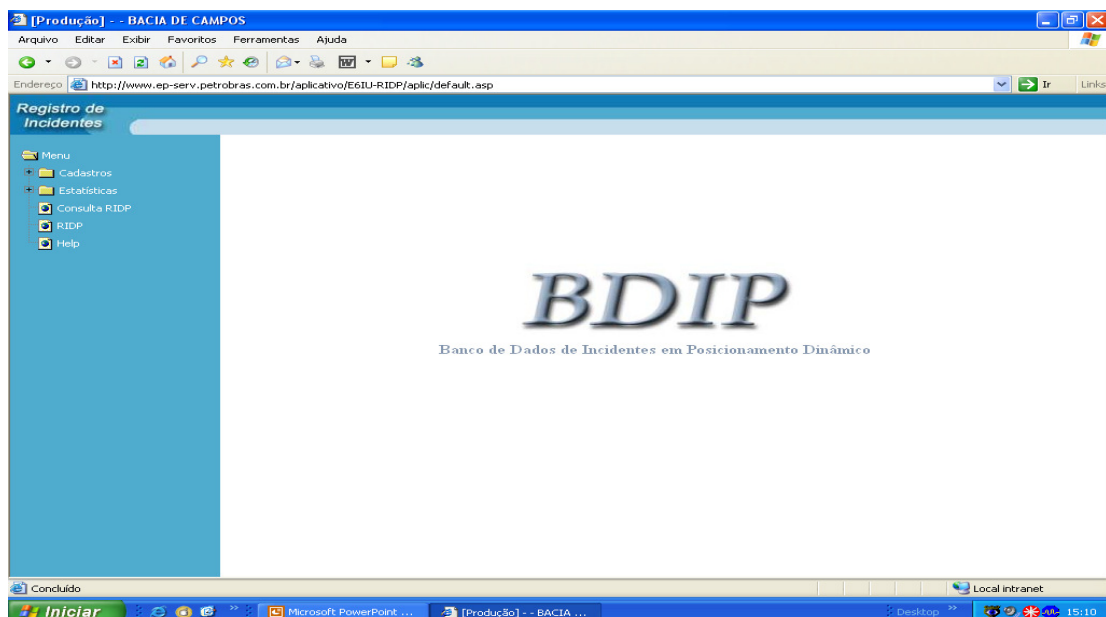 [Produção] - - BACIA DE CAMPOS
Arquivo Editar Exibir Favoritos Ferramentas Ajuda
Endereço http://www.ep-serv.petrobras.com.br/aplicativo/E6IU-RIDP/aplic/default.asp Ir Links
Registro de
Incidentes
Menu
Cadastros
Estatísticas
Consulta RIDP
RIDP
Help
BDIP
Banco de Dados de Incidentes em Posicionamento Dinâmico
Concluído Local intranet
Iniciar Microsoft PowerPoint ... [Produção] - - BACIA ... Desktop 15:10